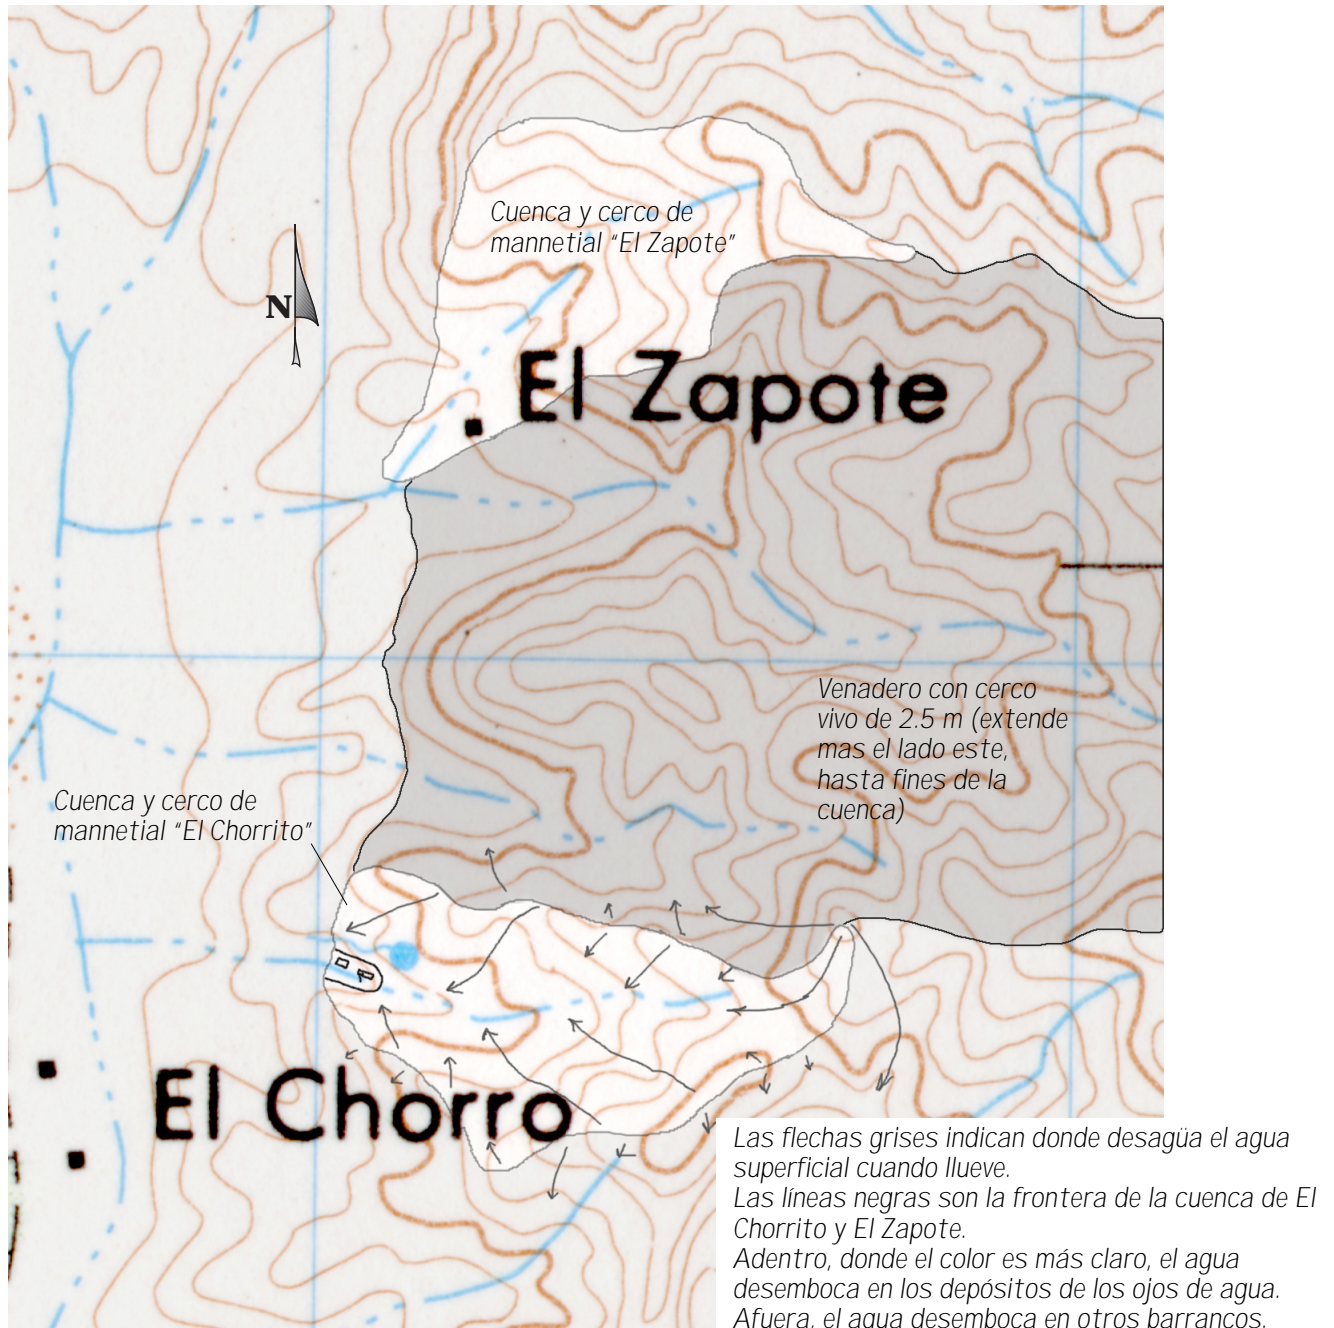 Cuenca y cerco de
mannetial “El Zapote”
N
El Zapote
Venadero con cerco
vivo de 2.5 m (extende
mas el lado este,
hasta fines de la
cuenca)
Cuenca y cerco de
mannetial “El Chorrito”
El Chorro
Las flechas grises indican donde desagüa el agua
superficial cuando llueve.
Las líneas negras son la frontera de la cuenca de El
Chorrito y El Zapote.
Adentro, donde el color es más claro, el agua
desemboca en los depósitos de los ojos de agua.
Afuera, el agua desemboca en otros barrancos.